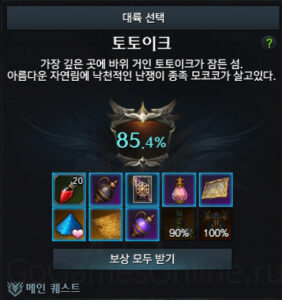 대륙 선택
토토이크
?
가장 깊은 곳에 바위 거인 토토이크가 잠든 섬.
아름다운 자연림에 낙천적인 난쟁이 종족 모코코가 살고있다.
85.4%
20
90%
100%
보상 모두 받기
메인 퀘스트
GoGamesOnline.ru